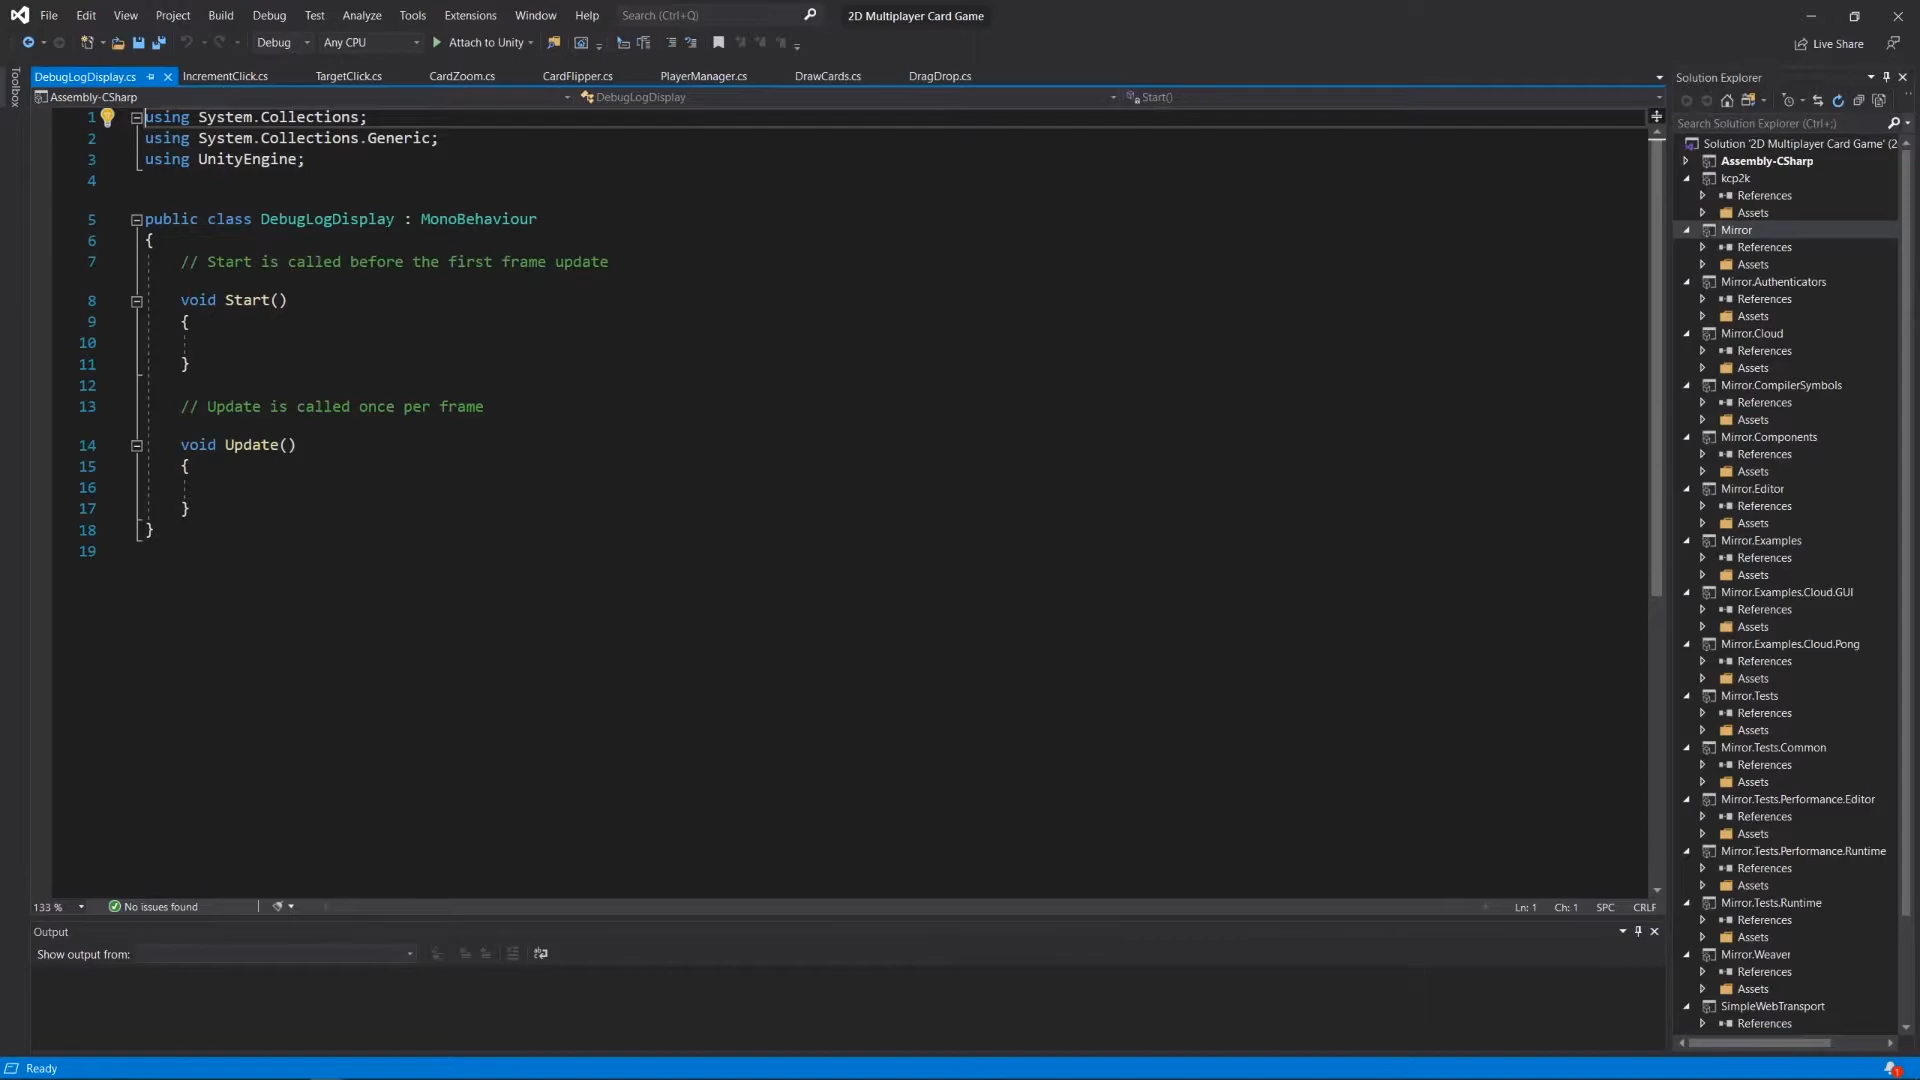 File Edit View Project Build Debug Test Analyze Tools Extensions Window Help Search (Ctrl+Q) 2D Multiplayer Card Game
Debug Any CPU Attach to Unity Live Share
Toolbox
DebugLogDisplay.cs IncrementClick.cs TargetClick.cs CardZoom.cs CardFlipper.cs PlayerManager.cs DrawCards.cs DragDrop.cs
Assembly-CSharp DebugLogDisplay Start()
1 using System.Collections;
2 using System.Collections.Generic;
3 using UnityEngine;
4
5 public class DebugLogDisplay : MonoBehaviour
6 {
7 // Start is called before the first frame update
8 void Start()
9 {
10
11 }
12
13 // Update is called once per frame
14 void Update()
15 {
16
17 }
18 }
19
133 % No issues found Ln: 1 Ch: 1 SPC CRLF
Output
Show output from:
Ready
Solution Explorer
Search Solution Explorer (Ctrl+;)
Solution '2D Multiplayer Card Game' (2
Assembly-CSharp
kcp2k
References
Assets
Mirror
References
Assets
Mirror.Authenticators
References
Assets
Mirror.Cloud
References
Assets
Mirror.CompilerSymbols
References
Assets
Mirror.Components
References
Assets
Mirror.Editor
References
Assets
Mirror.Examples
References
Assets
Mirror.Examples.Cloud.GUI
References
Assets
Mirror.Examples.Cloud.Pong
References
Assets
Mirror.Tests
References
Assets
Mirror.Tests.Common
References
Assets
Mirror.Tests.Performance.Editor
References
Assets
Mirror.Tests.Performance.Runtime
References
Assets
Mirror.Tests.Runtime
References
Assets
Mirror.Weaver
References
Assets
SimpleWebTransport
References
1